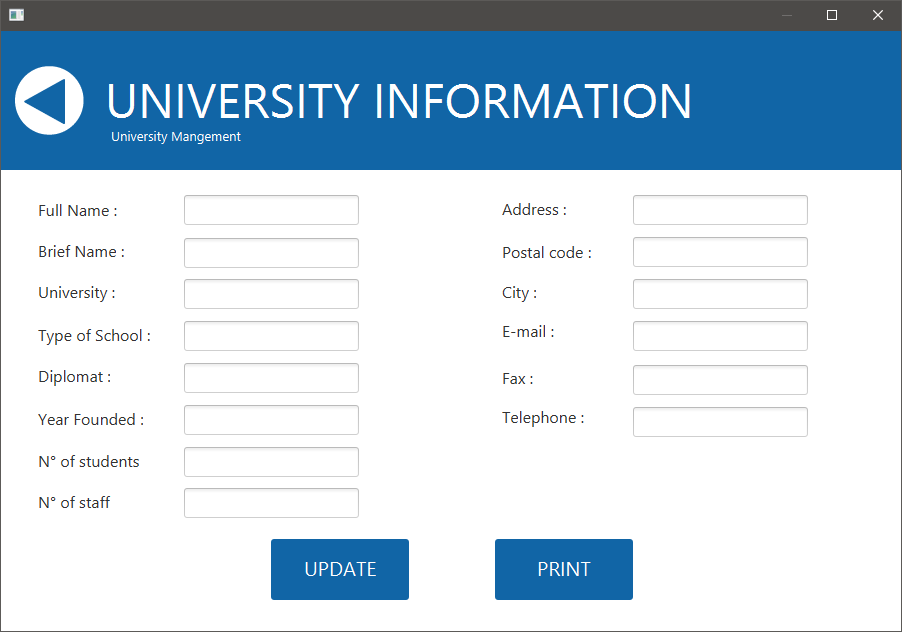 UNIVERSITY INFORMATION
University Mangement
Full Name :
Brief Name :
University :
Type of School :
Diplomat :
Year Founded :
N° of students
N° of staff
Address :
Postal code :
City :
E-mail :
Fax :
Telephone :
UPDATE
PRINT